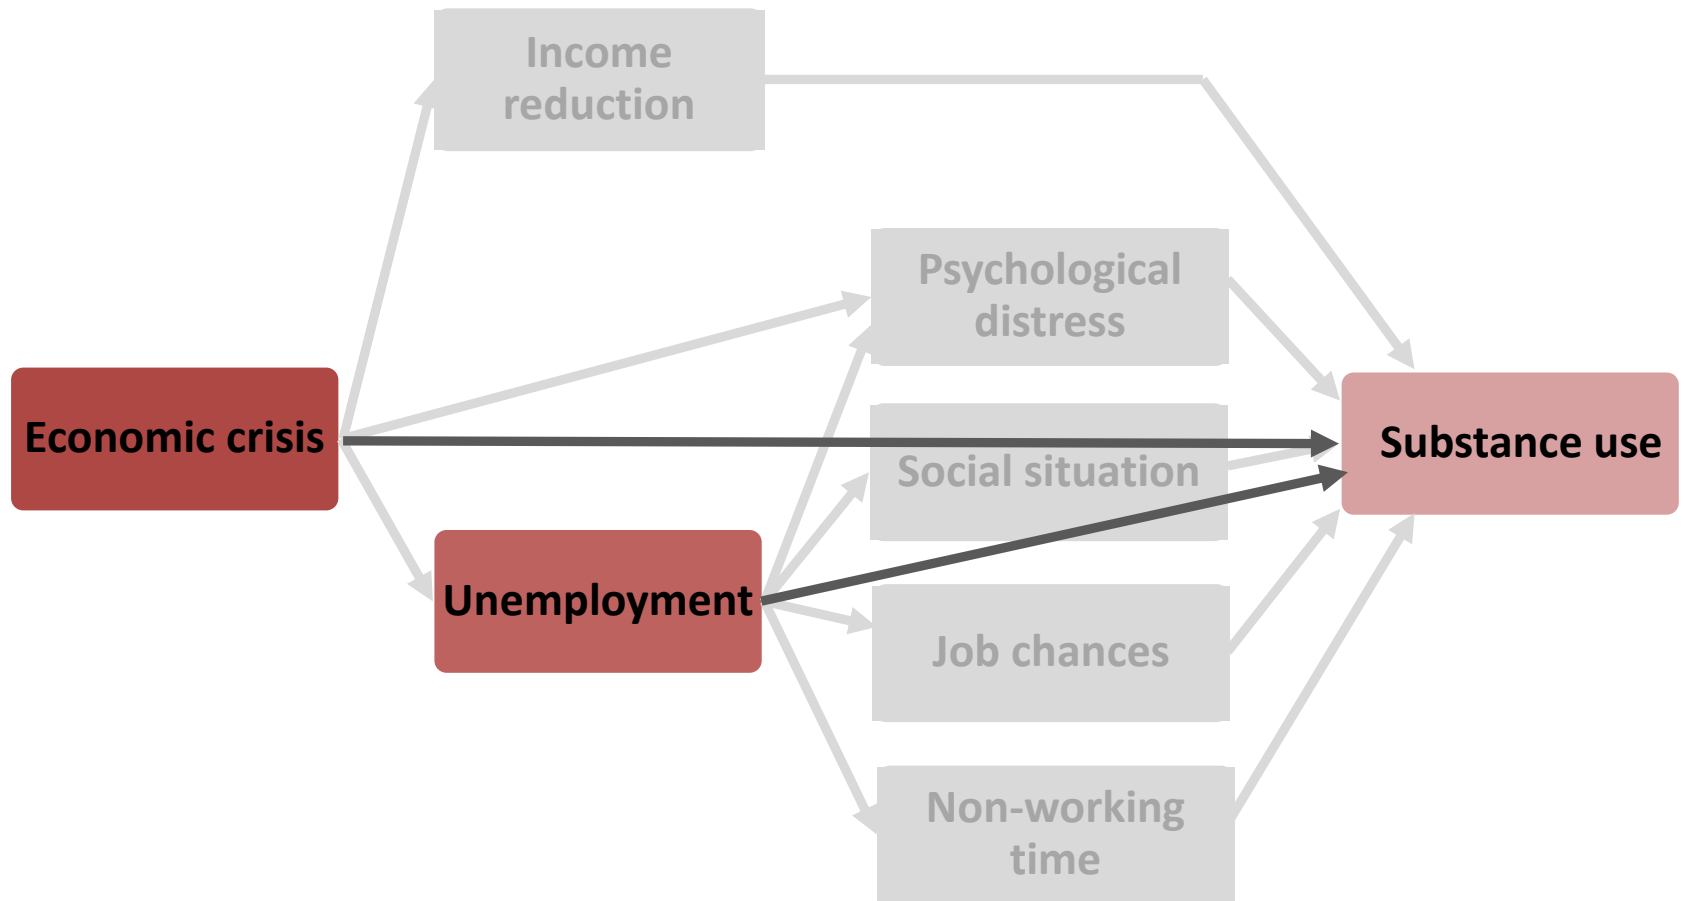 Income
reduction
Psychological
distress
Economic crisis
Substance use
Social situation
Unemployment
Job chances
Non-working
time